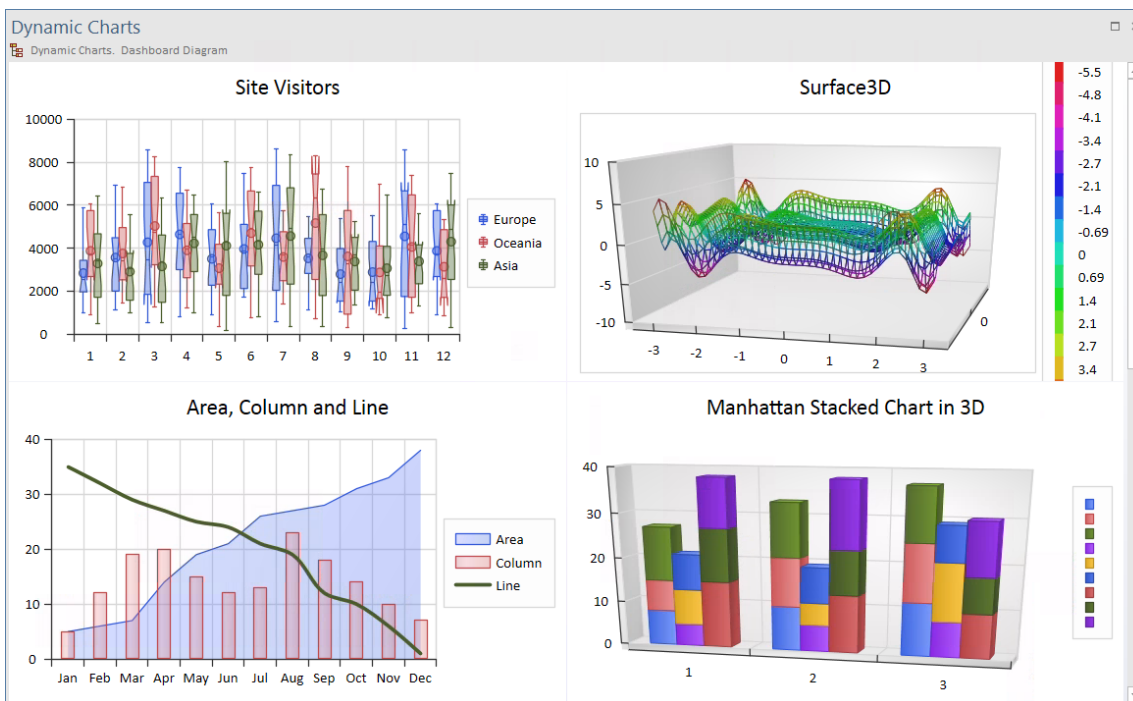 Dynamic Charts
Dynamic Charts.  Dashboard Diagram
Site Visitors
10000
8000
6000
4000
2000
0
1 2 3 4 5 6 7 8 9 10 11 12
Europe
Oceania
Asia
Surface3D
10
5
0
-5
-10
-3 -2 -1 0 1 2 3
0
-5.5
-4.8
-4.1
-3.4
-2.7
-2.1
-1.4
-0.69
0
0.69
1.4
2.1
2.7
3.4
Area, Column and Line
40
30
20
10
0
Jan Feb Mar Apr May Jun Jul Aug Sep Oct Nov Dec
Area
Column
Line
Manhattan Stacked Chart in 3D
40
30
20
10
0
1 2 3